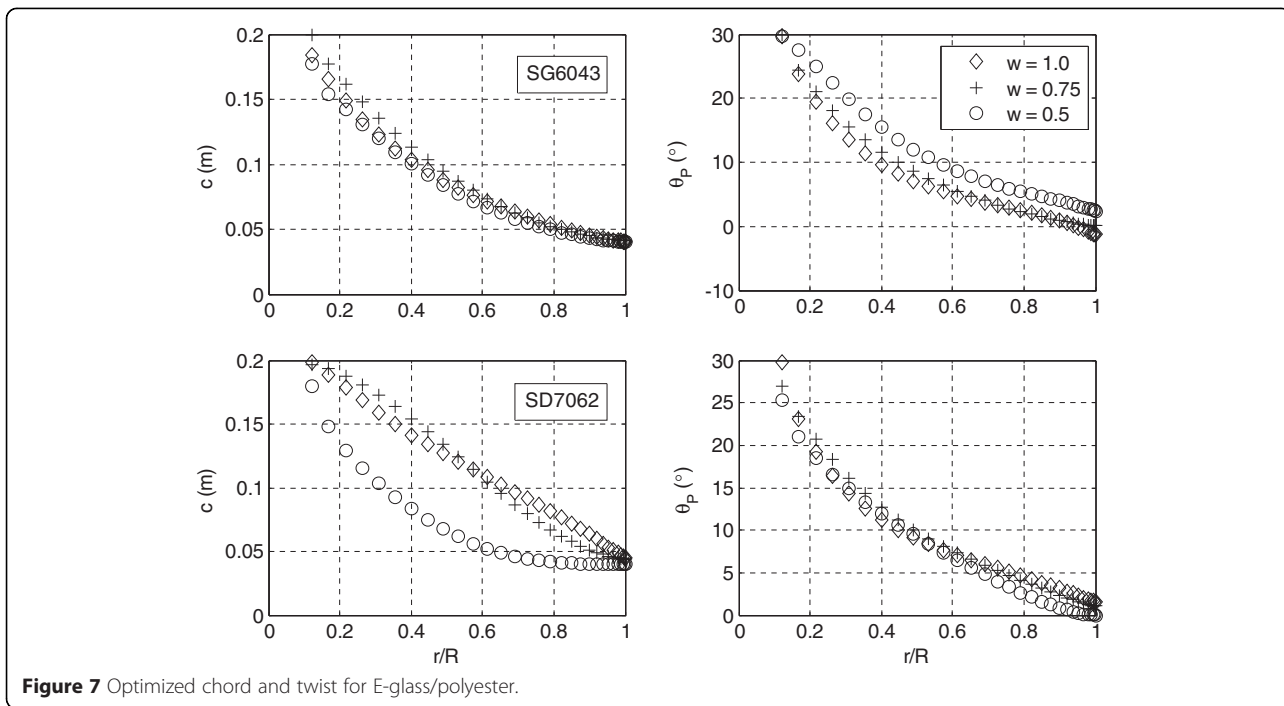 0.2
0.15
0.1
0.05
0
c (m)
0 0.2 0.4 0.6 0.8 1
r/R
SG6043
30
20
10
0
-10
θP (°)
0 0.2 0.4 0.6 0.8 1
r/R
w = 1.0
w = 0.75
w = 0.5
0.2
0.15
0.1
0.05
0
c (m)
0 0.2 0.4 0.6 0.8 1
r/R
SD7062
30
25
20
15
10
5
0
θP (°)
0 0.2 0.4 0.6 0.8 1
r/R
Figure 7 Optimized chord and twist for E-glass/polyester.